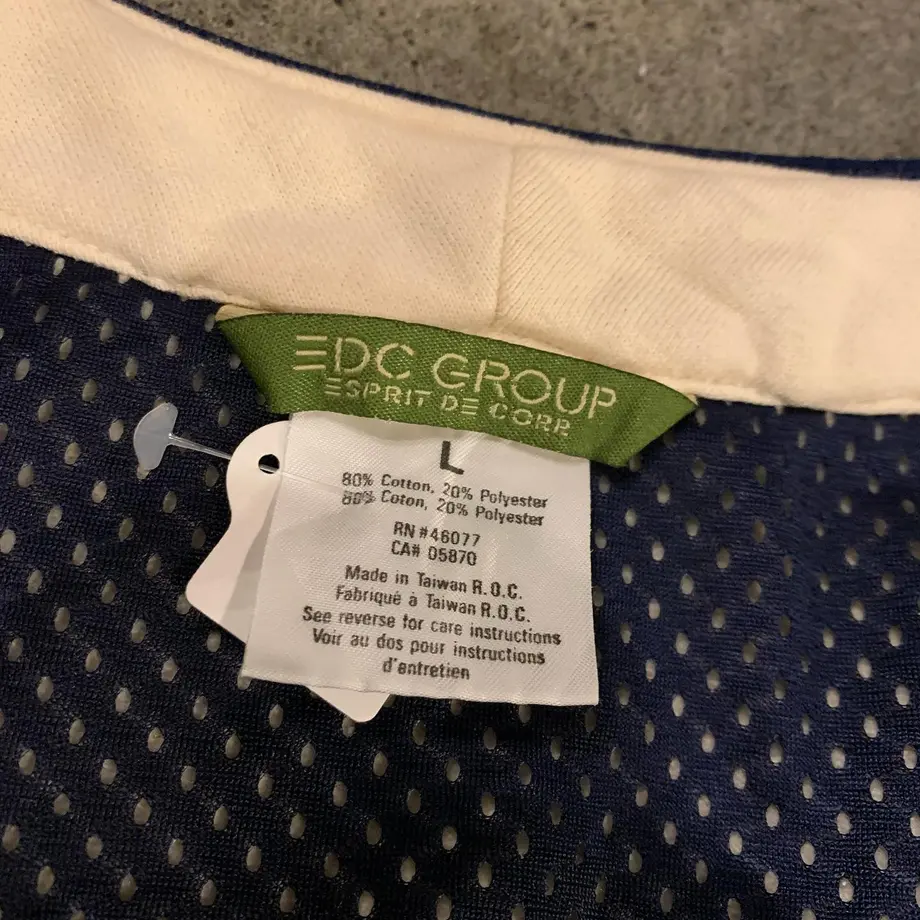 EDC GROUP
ESPRIT DE CORP
L
80% Cotton, 20% Polyester
80% Coton, 20% Polyester
RN #46077
CA# 05870
Made in Taiwan R.O.C.
Fabriqué à Taiwan R.O.C.
See reverse for care instructions
Voir au dos pour instructions
d'entretien